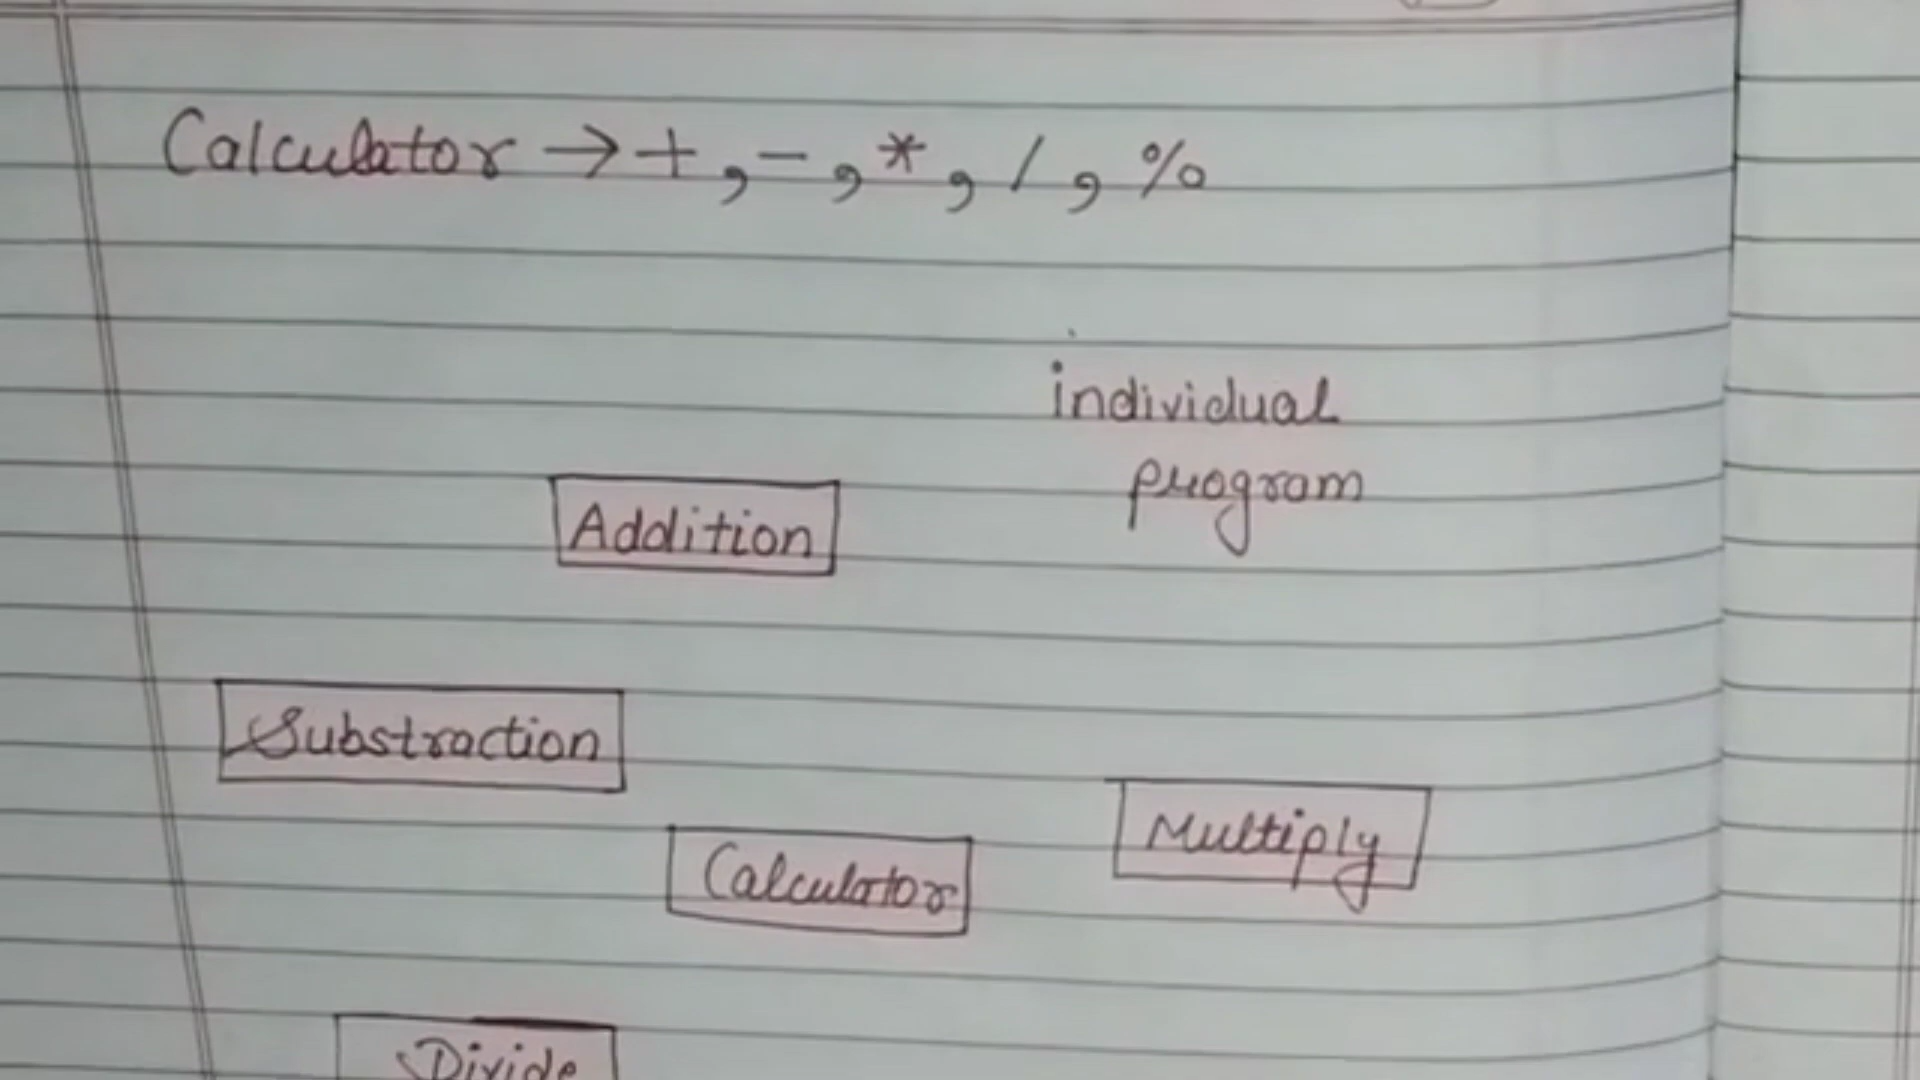 Calculator → +, -, *, /, %
individual
program
Addition
Substraction
Multiply
Calculator
Divide